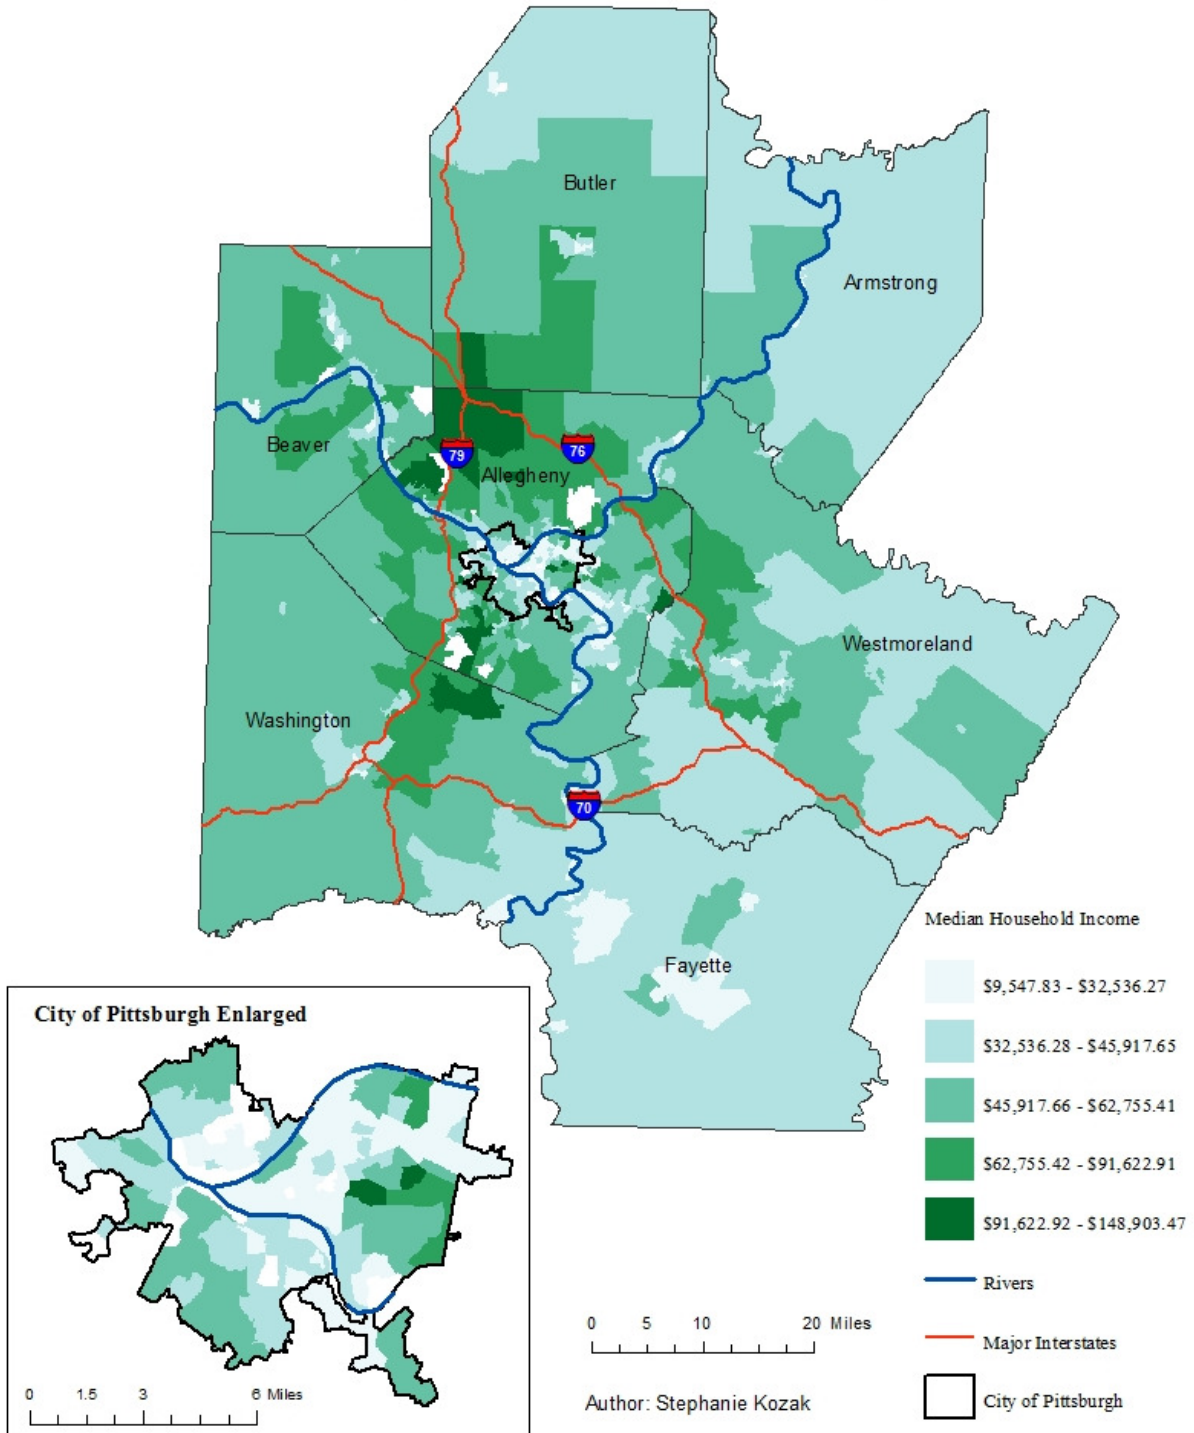 Butler
Armstrong
Beaver
79
76
Allegheny
Westmoreland
Washington
70
Fayette
Median Household Income
$9,547.83 - $32,536.27
$32,536.28 - $45,917.65
$45,917.66 - $62,755.41
$62,755.42 - $91,622.91
$91,622.92 - $148,903.47
Rivers
Major Interstates
City of Pittsburgh
City of Pittsburgh Enlarged
0 1.5 3 6 Miles
0 5 10 20 Miles
Author: Stephanie Kozak